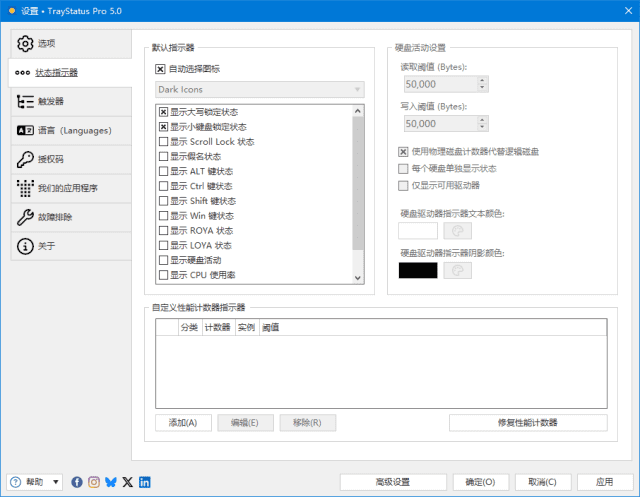 设置 • TrayStatus Pro 5.0
选项
状态指示器
触发器
语言（Languages）
授权码
我们的应用程序
故障排除
关于
默认指示器
自动选择图标
Dark Icons
显示大写锁定状态
显示小键盘锁定状态
显示 Scroll Lock 状态
显示假名状态
显示 ALT 键状态
显示 Ctrl 键状态
显示 Shift 键状态
显示 Win 键状态
显示 ROYA 状态
显示 LOYA 状态
显示硬盘活动
显示 CPU 使用率
硬盘活动设置
读取阈值 (Bytes):
50,000
写入阈值 (Bytes):
50,000
使用物理磁盘计数器代替逻辑磁盘
每个硬盘单独显示状态
仅显示可用驱动器
硬盘驱动器指示器文本颜色:
硬盘驱动器指示器阴影颜色:
自定义性能计数器指示器
分类 计数器 实例 阈值
添加(A) 编辑(E) 移除(R) 修复性能计数器
帮助 高级设置 确定(O) 取消(C) 应用